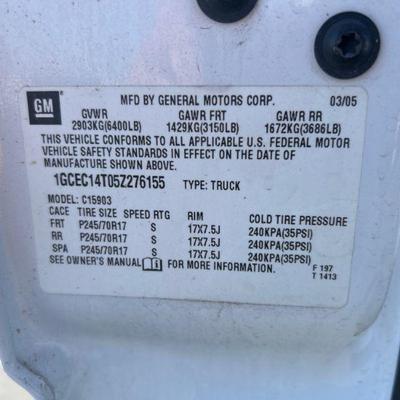 MFD BY GENERAL MOTORS CORP. 03/05
GM
GVWR GAWR FRT GAWR RR
2903KG(6400LB) 1429KG(3150LB) 1672KG(3686LB)
THIS VEHICLE CONFORMS TO ALL APPLICABLE U.S. FEDERAL MOTOR
VEHICLE SAFETY STANDARDS IN EFFECT ON THE DATE OF
MANUFACTURE SHOWN ABOVE.
1GCEC14T05Z276155 TYPE: TRUCK
MODEL: C15903
CACE TIRE SIZE SPEED RTG RIM COLD TIRE PRESSURE
FRT P245/70R17 S 17X7.5J 240KPA(35PSI)
RR P245/70R17 S 17X7.5J 240KPA(35PSI)
SPA P245/70R17 S 17X7.5J 240KPA(35PSI)
SEE OWNER'S MANUAL FOR MORE INFORMATION. F 197
T 1413